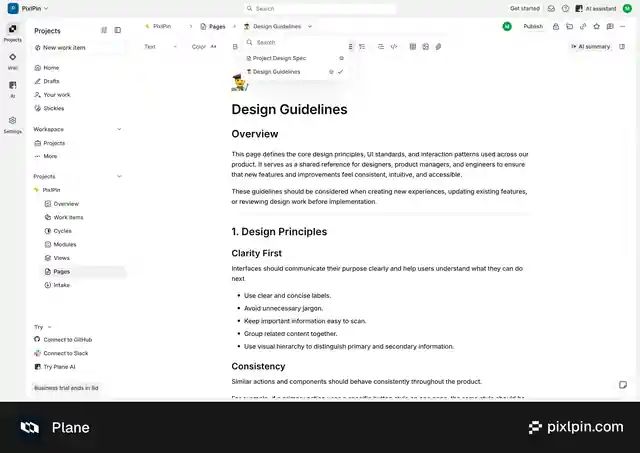 P PixlPin
Search
Get started
AI assistant
M
Projects
Wiki
AI
Settings
Projects
New work item
Home
Drafts
Your work
Stickies
Workspace
Projects
More
Projects
PixlPin
Overview
Work items
Cycles
Modules
Views
Pages
Intake
Try
Connect to GitHub
Connect to Slack
Try Plane AI
Business trial ends in 8d
PixlPin > Pages > Design Guidelines
M Publish
Text
Color Aa
B
AI summary
Search
Project Design Spec
Design Guidelines
Design Guidelines
Overview
This page defines the core design principles, UI standards, and interaction patterns used across our
product. It serves as a shared reference for designers, product managers, and engineers to ensure
that new features and improvements feel consistent, intuitive, and accessible.
These guidelines should be considered when creating new experiences, updating existing features,
or reviewing design work before implementation.
1. Design Principles
Clarity First
Interfaces should communicate their purpose clearly and help users understand what they can do
next
• Use clear and concise labels.
• Avoid unnecessary jargon.
• Keep important information easy to scan.
• Group related content together.
• Use visual hierarchy to distinguish primary and secondary information.
Consistency
Similar actions and components should behave consistently throughout the product.
Plane
pixlpin.com